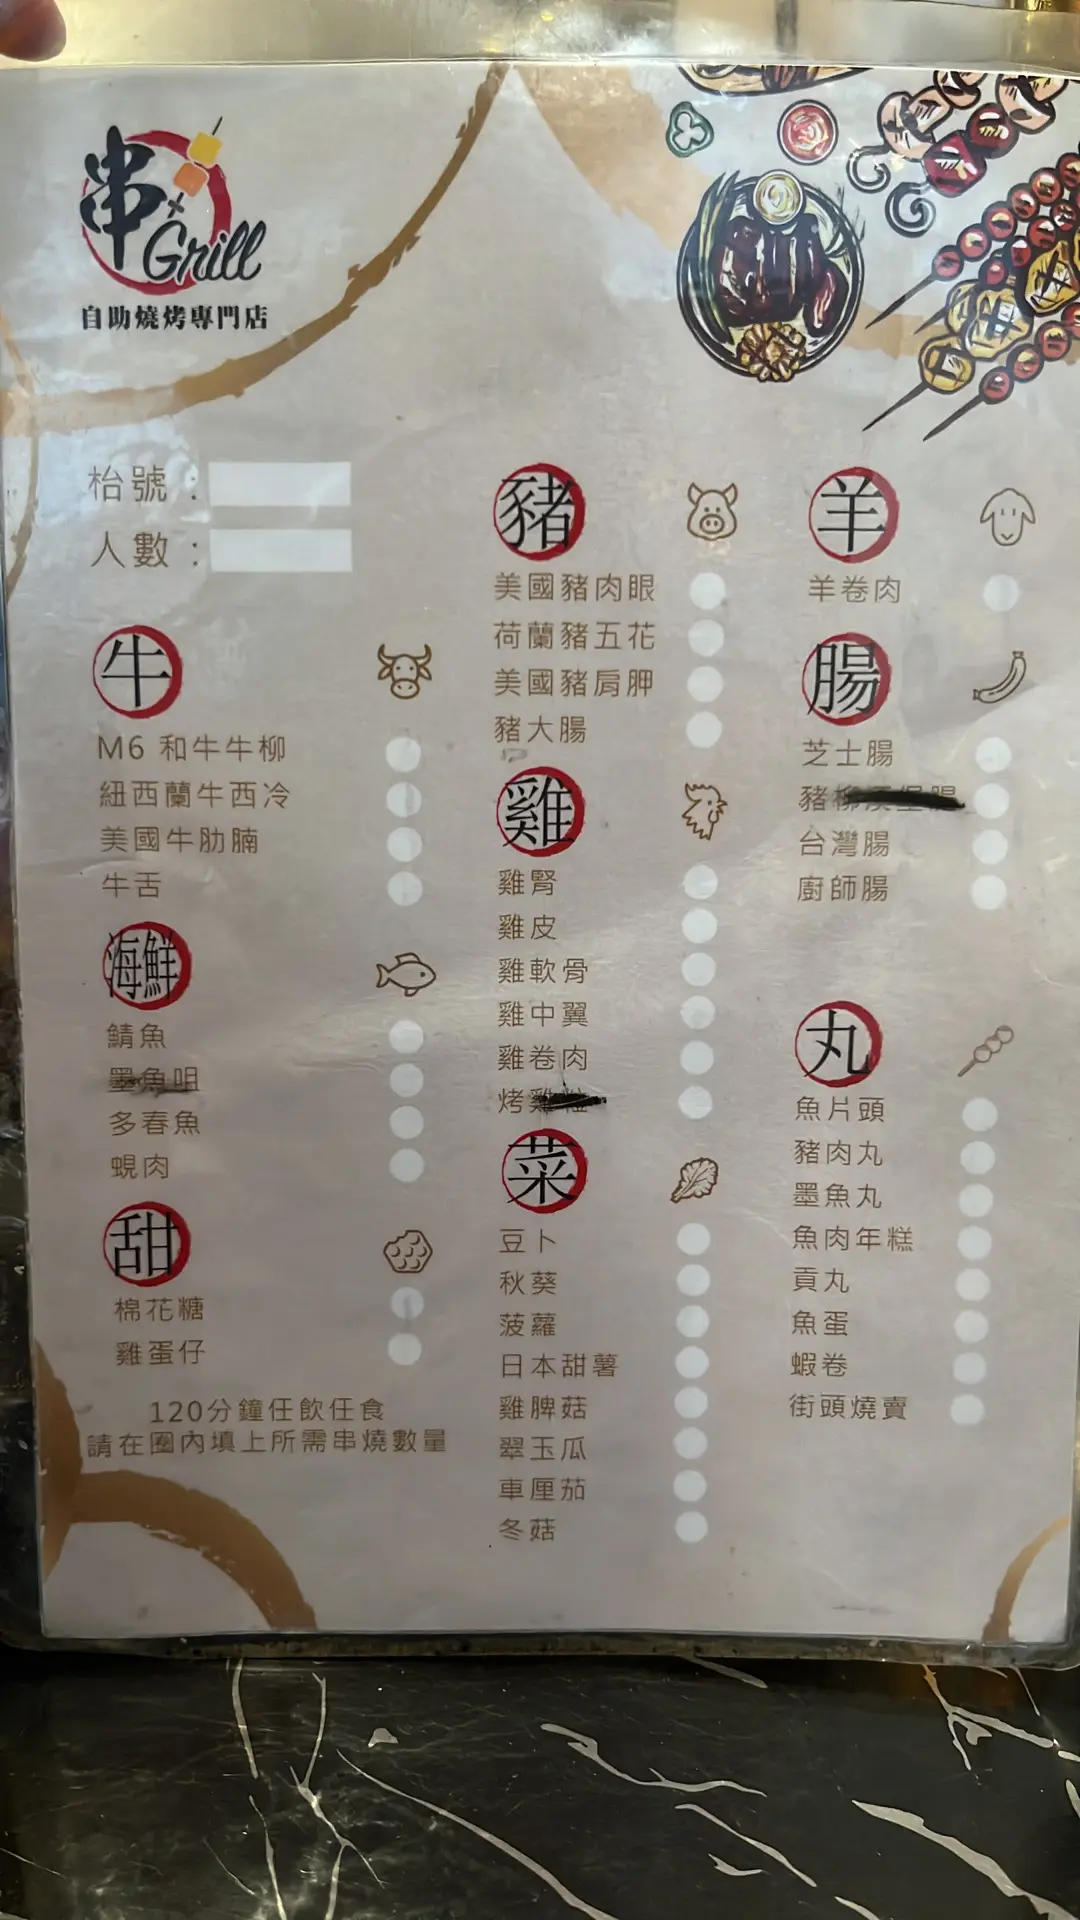 串
Grill
自助燒烤專門店
枱號：
人數：
牛
M6 和牛牛柳
紐西蘭牛西冷
美國牛肋腩
牛舌
海鮮
鯖魚
墨魚咀
多春魚
蜆肉
甜
棉花糖
雞蛋仔
120分鐘任飲任食
請在圈內填上所需串燒數量
豬
美國豬肉眼
荷蘭豬五花
美國豬肩胛
豬大腸
雞
雞腎
雞皮
雞軟骨
雞中翼
雞卷肉
烤雞
菜
豆卜
秋葵
菠蘿
日本甜薯
雞脾菇
翠玉瓜
車厘茄
冬菇
羊
羊卷肉
腸
芝士腸
豬柳
台灣腸
廚師腸
丸
魚片頭
豬肉丸
墨魚丸
魚肉年糕
貢丸
魚蛋
蝦卷
街頭燒賣